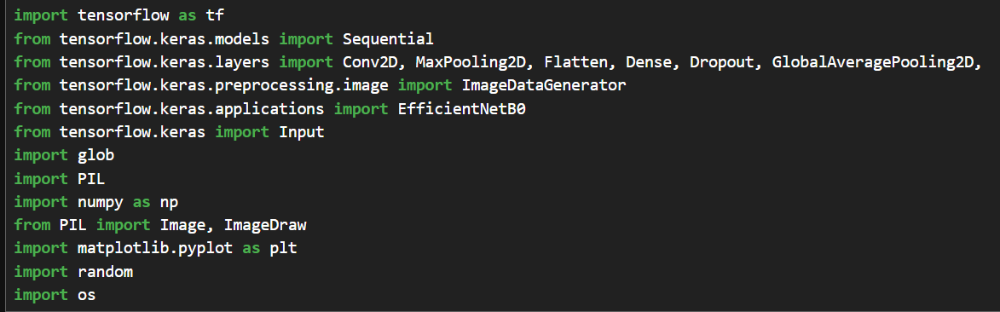 import tensorflow as tf
from tensorflow.keras.models import Sequential
from tensorflow.keras.layers import Conv2D, MaxPooling2D, Flatten, Dense, Dropout, GlobalAveragePooling2D,
from tensorflow.keras.preprocessing.image import ImageDataGenerator
from tensorflow.keras.applications import EfficientNetB0
from tensorflow.keras import Input
import glob
import PIL
import numpy as np
from PIL import Image, ImageDraw
import matplotlib.pyplot as plt
import random
import os